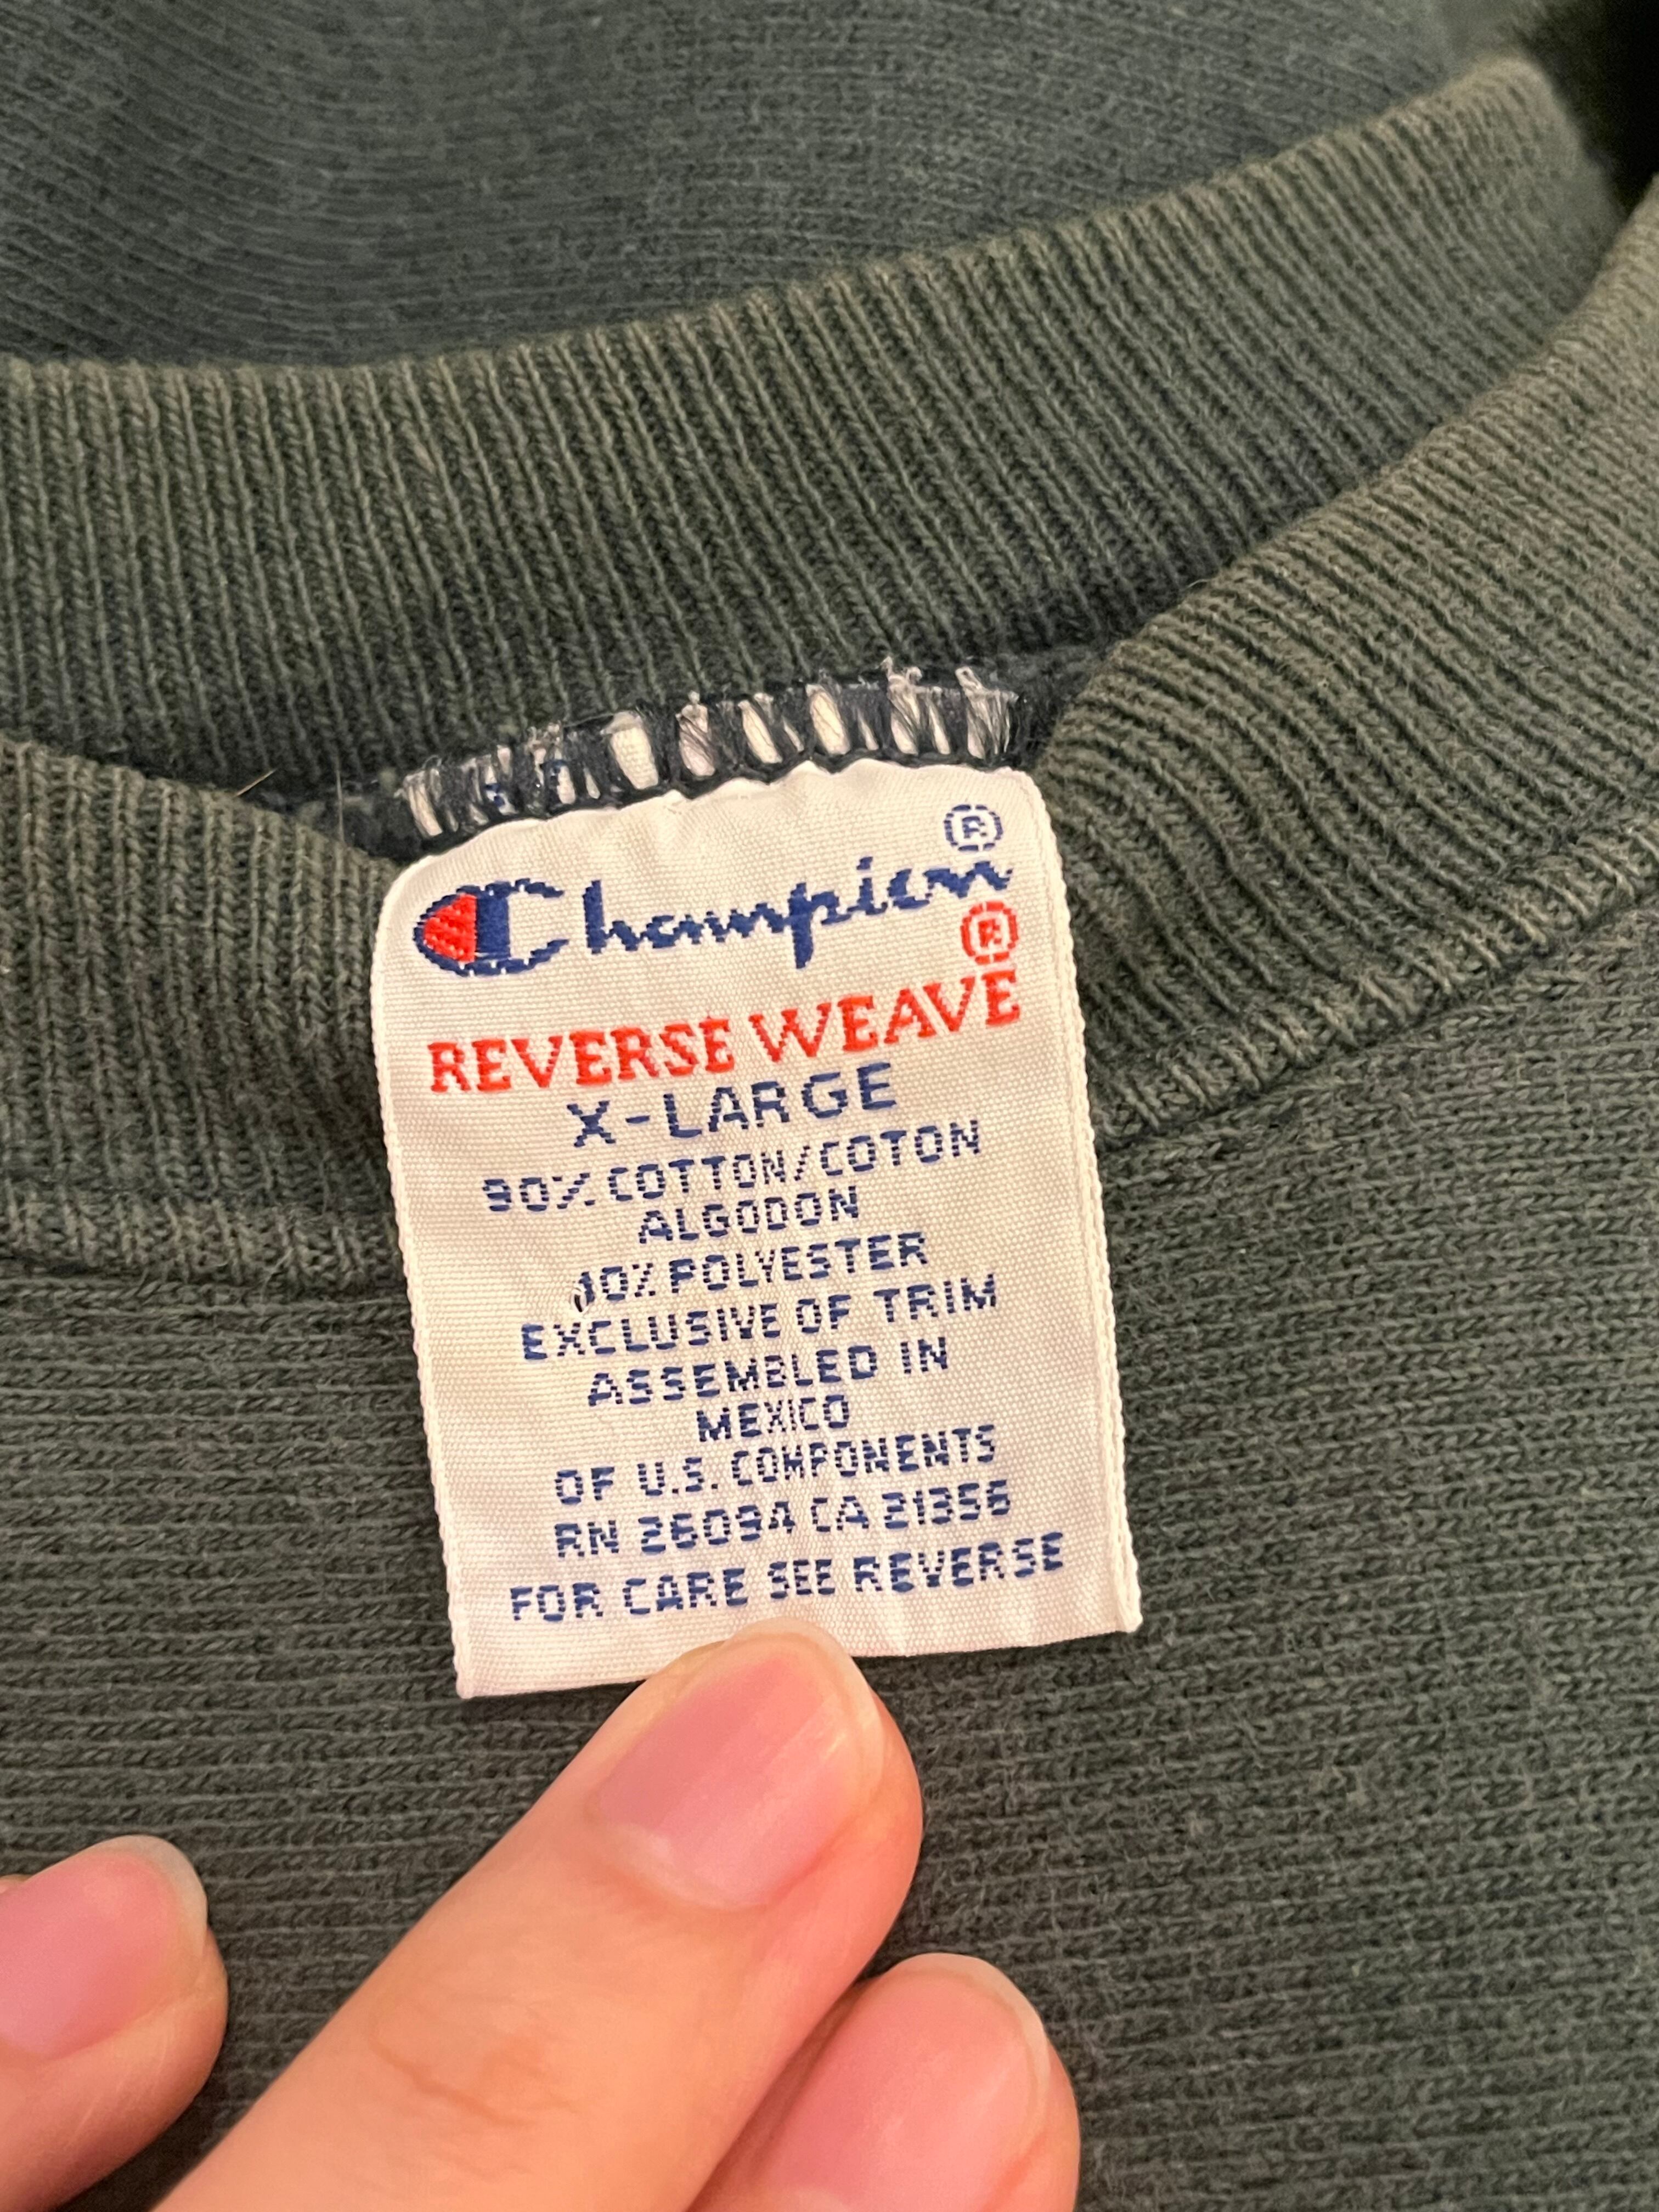 Champion®
®
REVERSE WEAVE
X-LARGE
90% COTTON/COTON
ALGODON
10% POLYESTER
EXCLUSIVE OF TRIM
ASSEMBLED IN
MEXICO
OF U.S. COMPONENTS
RN 26094 CA 21356
FOR CARE SEE REVERSE